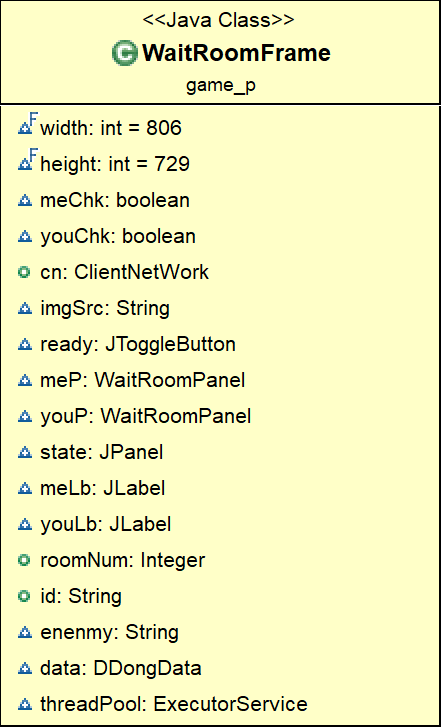 <<Java Class>>
C WaitRoomFrame
game_p
F width: int = 806
F height: int = 729
meChk: boolean
youChk: boolean
cn: ClientNetWork
imgSrc: String
ready: JToggleButton
meP: WaitRoomPanel
youP: WaitRoomPanel
state: JPanel
meLb: JLabel
youLb: JLabel
roomNum: Integer
id: String
enenmy: String
data: DDongData
threadPool: ExecutorService